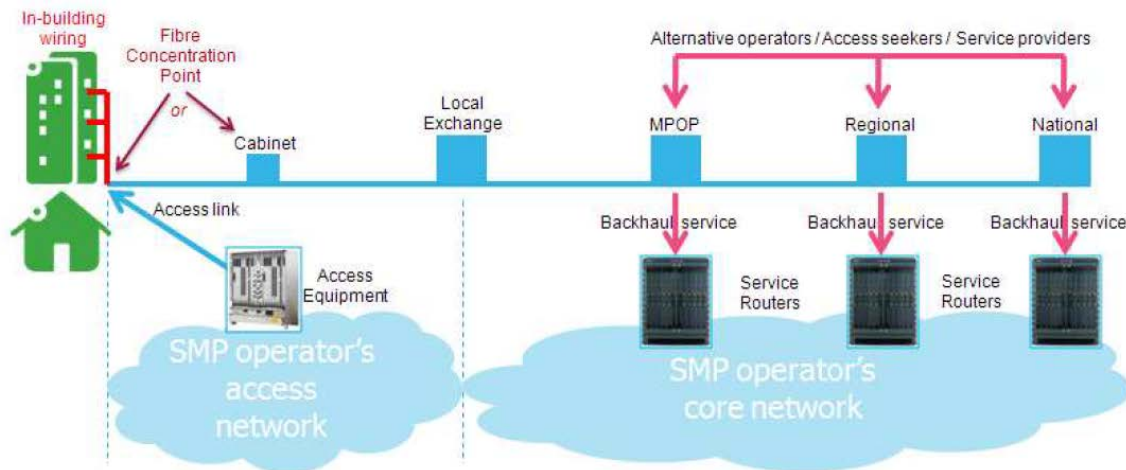 In-building
wiring
Fibre
Concentration
Point
or
Cabinet
Local
Exchange
Alternative operators / Access seekers / Service providers
MPOP
Regional
National
Access link
Access
Equipment
Backhaul service
Backhaul service
Backhaul service
Service
Routers
Service
Routers
SMP operator's
access
network
SMP operator's
core network